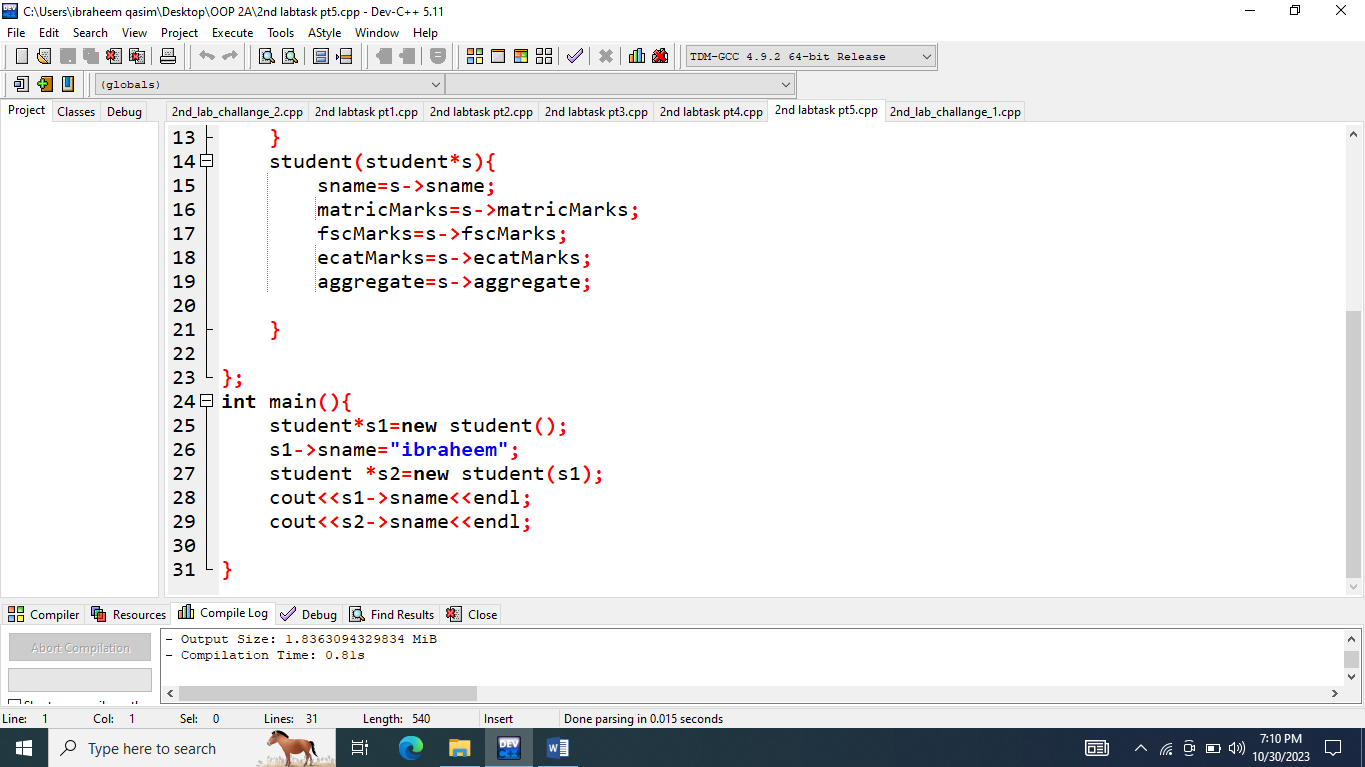 C:\Users\ibraheem qasim\Desktop\OOP 2A\2nd labtask pt5.cpp - Dev-C++ 5.11
File Edit Search View Project Execute Tools AStyle Window Help
TDM-GCC 4.9.2 64-bit Release
(globals)
Project Classes Debug
2nd_lab_challange_2.cpp 2nd labtask pt1.cpp 2nd labtask pt2.cpp 2nd labtask pt3.cpp 2nd labtask pt4.cpp 2nd labtask pt5.cpp 2nd_lab_challange_1.cpp
13 }
14 student(student*s){
15 sname=s->sname;
16 matricMarks=s->matricMarks;
17 fscMarks=s->fscMarks;
18 ecatMarks=s->ecatMarks;
19 aggregate=s->aggregate;
20
21 }
22
23 };
24 int main(){
25 student*s1=new student();
26 s1->sname="ibraheem";
27 student *s2=new student(s1);
28 cout<<s1->sname<<endl;
29 cout<<s2->sname<<endl;
30
31 }
Compiler Resources Compile Log Debug Find Results Close
Abort Compilation
- Output Size: 1.8363094329834 MiB
- Compilation Time: 0.81s
Line: 1 Col: 1 Sel: 0 Lines: 31 Length: 540 Insert Done parsing in 0.015 seconds
Type here to search
DEV
7:10 PM
10/30/2023